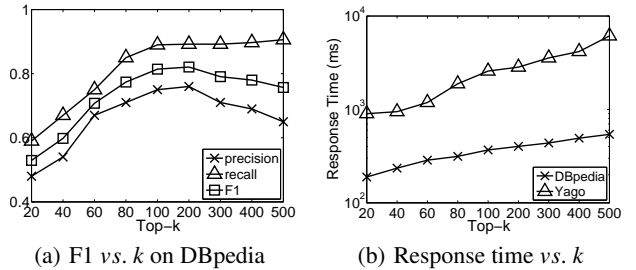 1
0.8
0.6
0.4
20 40 60 80 100 200 300 400 500
Top-k
precision
recall
F1
(a) F1 vs. k on DBpedia
Response Time (ms)
10^4
10^3
10^2
20 40 60 80 100 200 300 400 500
Top-k
DBpedia
Yago
(b) Response time vs. k